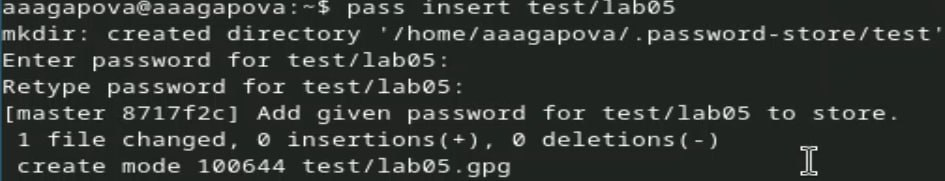 aaagapova@aaagapova:~$ pass insert test/lab05
mkdir: created directory '/home/aaagapova/.password-store/test'
Enter password for test/lab05:
Retype password for test/lab05:
[master 8717f2c] Add given password for test/lab05 to store.
 1 file changed, 0 insertions(+), 0 deletions(-)
 create mode 100644 test/lab05.gpg